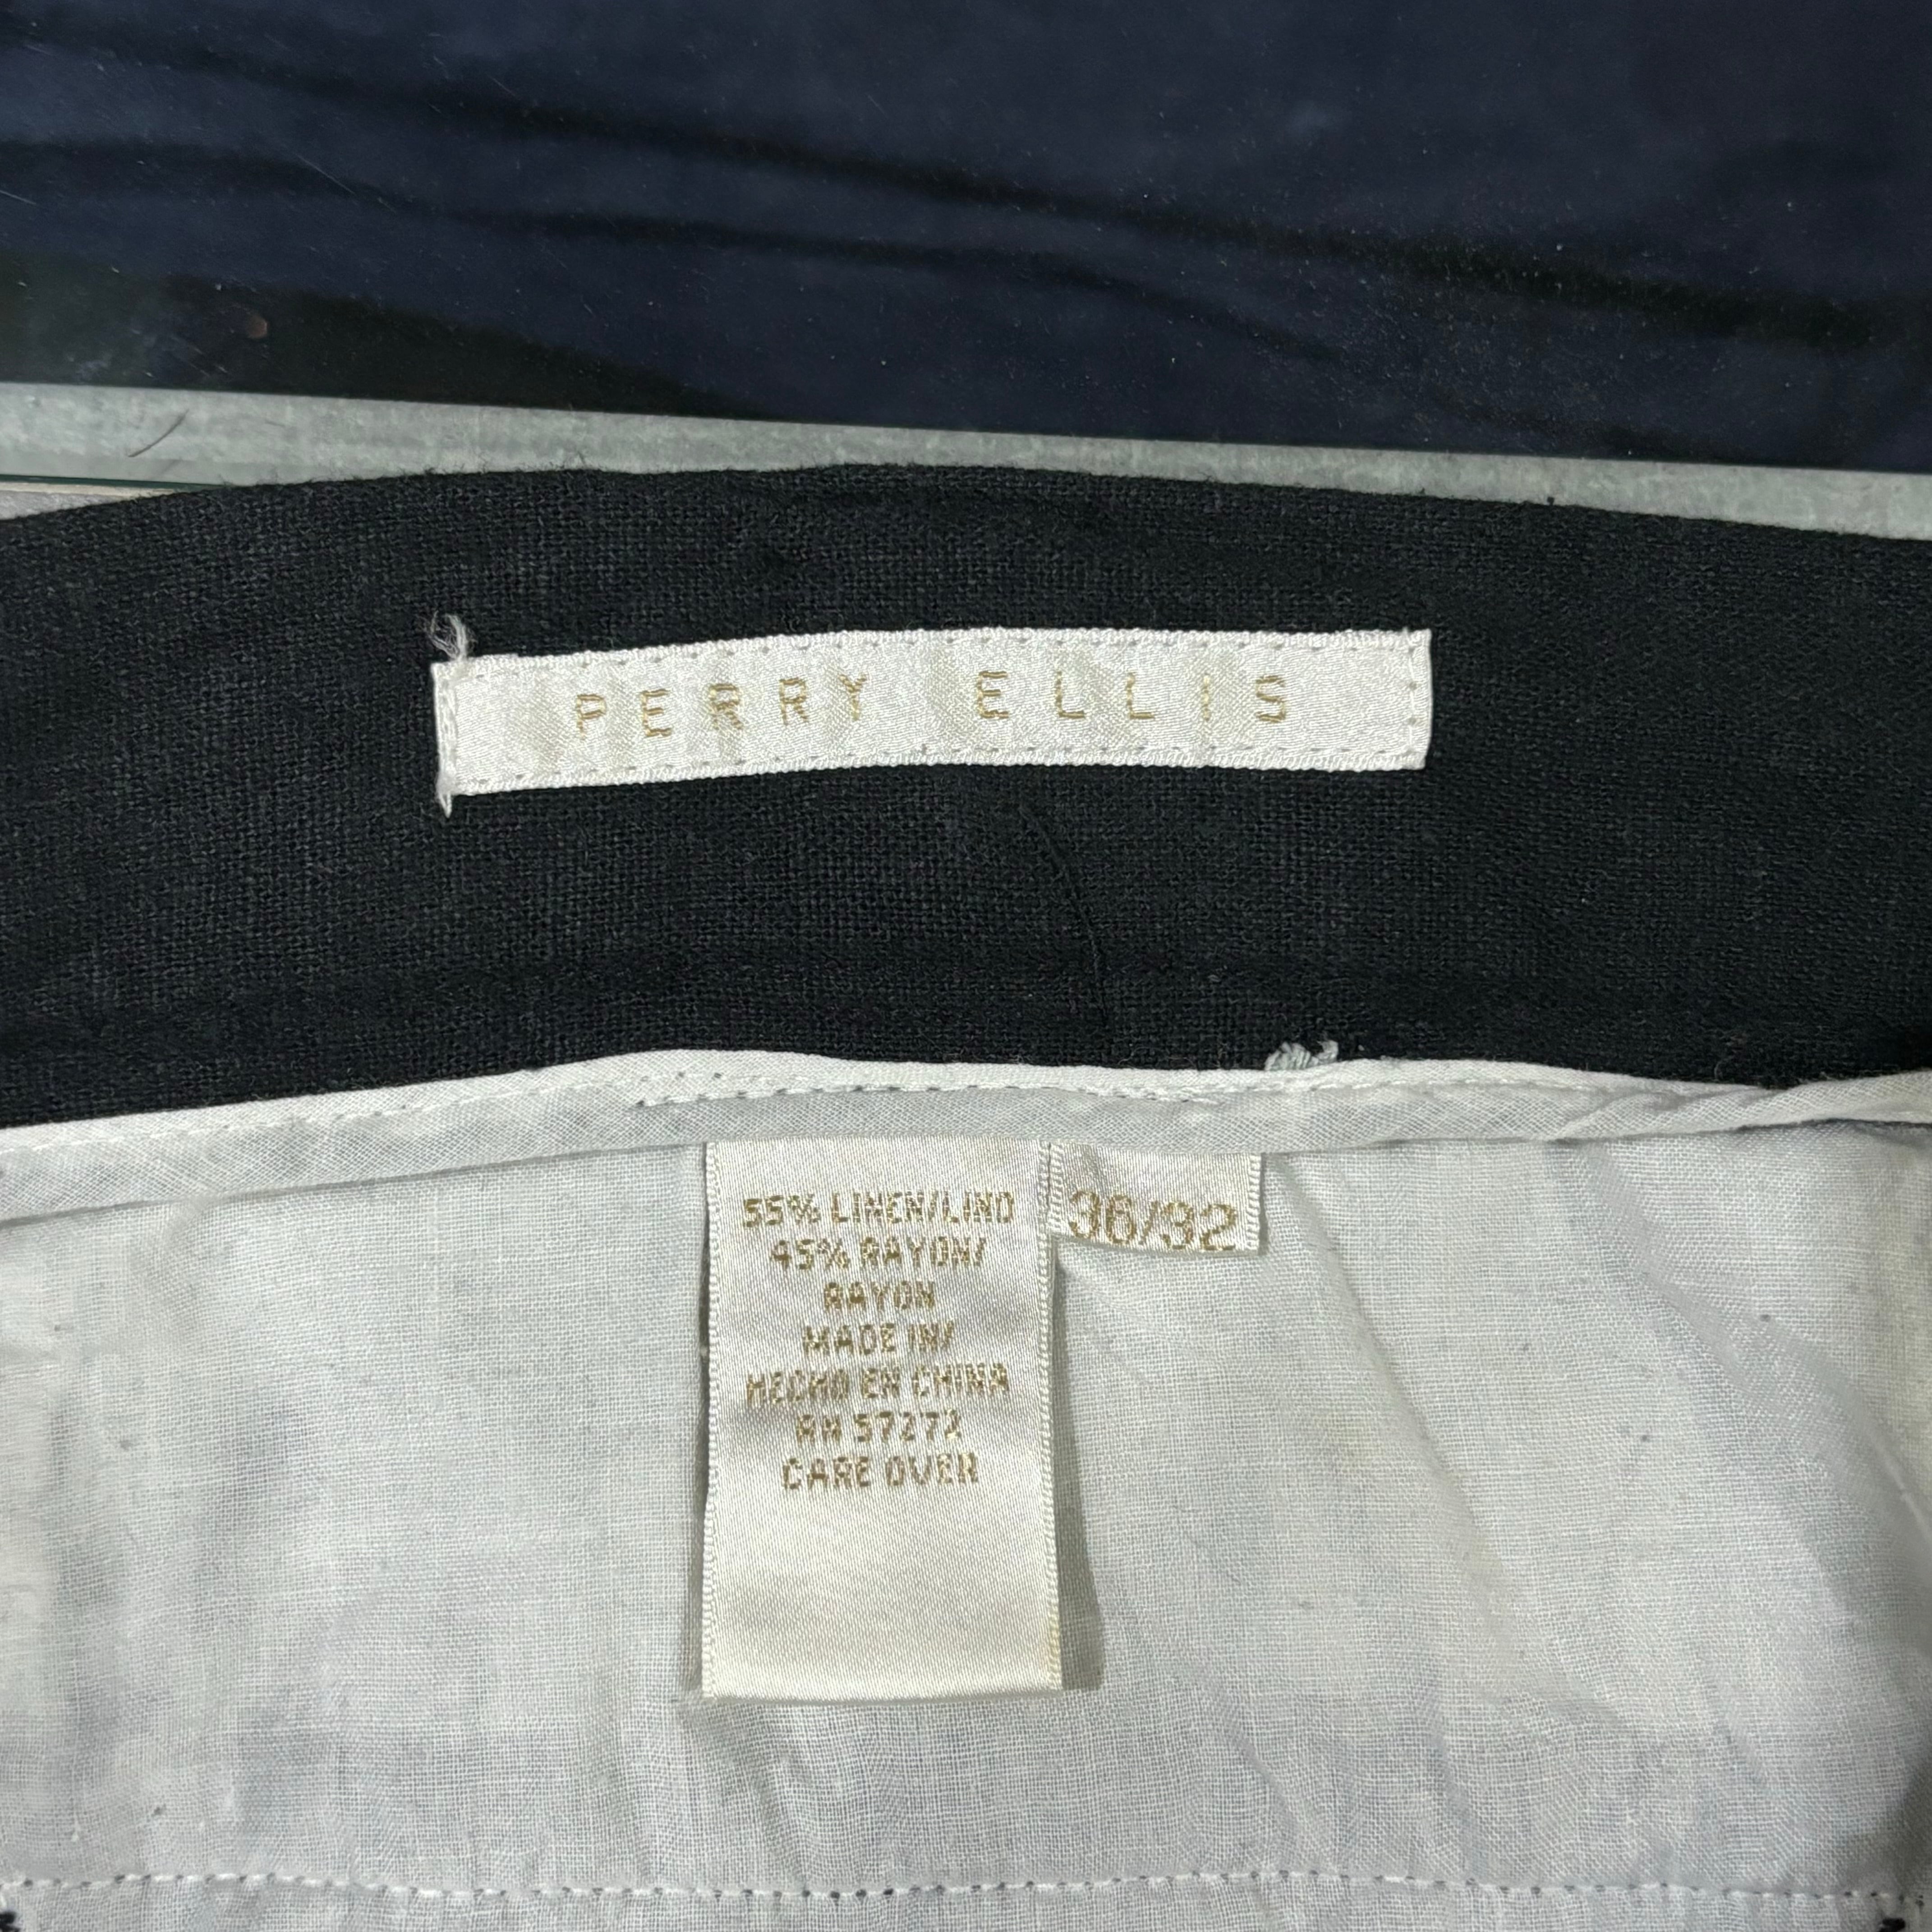 PERRY ELLIS
55% LINEN/LINO
45% RAYON/
RAYON
MADE IN/
HECHO EN CHINA
RN 57272
CARE OVER
36/32